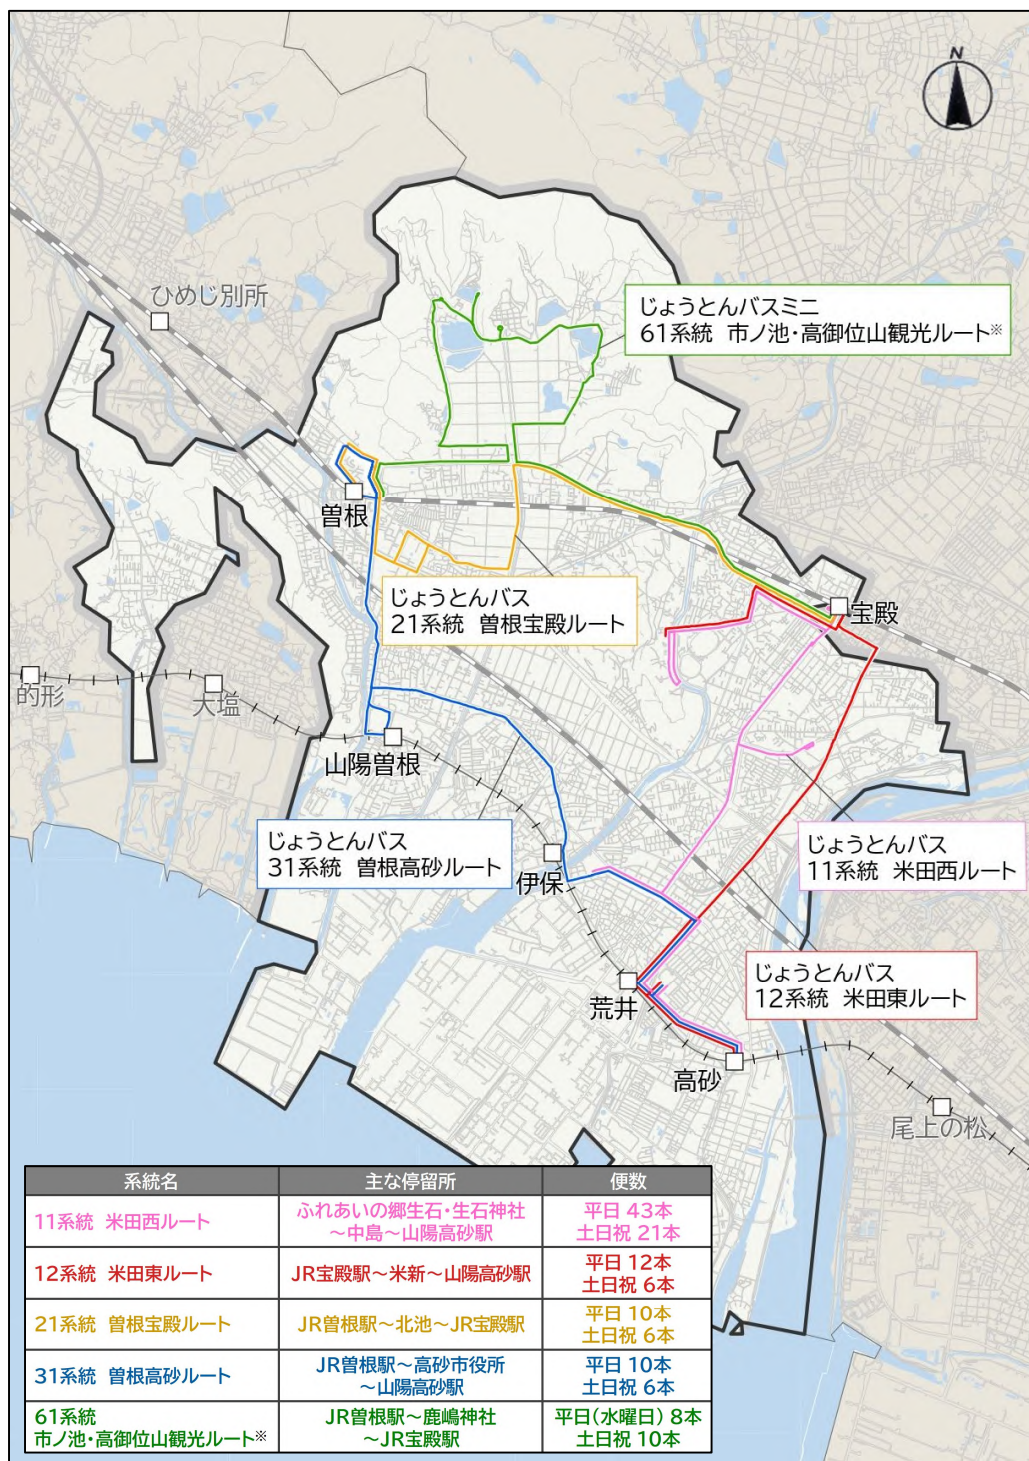 N
ひめじ別所
じょうとんバスミニ
61系統 市ノ池・高御位山観光ルート※
曽根
じょうとんバス
21系統 曽根宝殿ルート
宝殿
的形
大塩
山陽曽根
じょうとんバス
31系統 曽根高砂ルート
じょうとんバス
11系統 米田西ルート
伊保
じょうとんバス
12系統 米田東ルート
荒井
高砂
尾上の松
系統名 主な停留所 便数
11系統 米田西ルート
ふれあいの郷生石・生石神社
～中島～山陽高砂駅
平日 43本
土日祝 21本
12系統 米田東ルート
JR宝殿駅～米新～山陽高砂駅
平日 12本
土日祝 6本
21系統 曽根宝殿ルート
JR曽根駅～北池～JR宝殿駅
平日 10本
土日祝 6本
31系統 曽根高砂ルート
JR曽根駅～高砂市役所
～山陽高砂駅
平日 10本
土日祝 6本
61系統
市ノ池・高御位山観光ルート※
JR曽根駅～鹿嶋神社
～JR宝殿駅
平日(水曜日) 8本
土日祝 10本